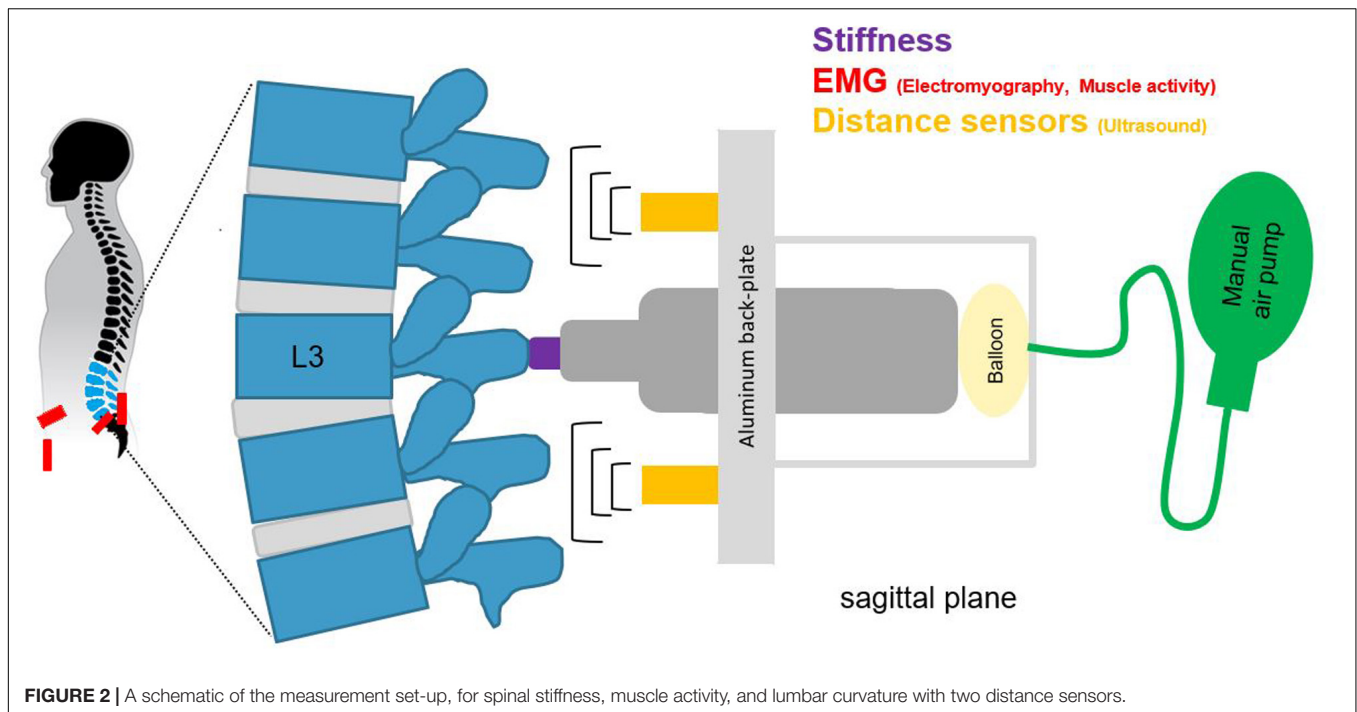 Stiffness
EMG (Electromyography, Muscle activity)
Distance sensors (Ultrasound)
L3
Aluminum back-plate
Balloon
Manual
air pump
sagittal plane
FIGURE 2 | A schematic of the measurement set-up, for spinal stiffness, muscle activity, and lumbar curvature with two distance sensors.